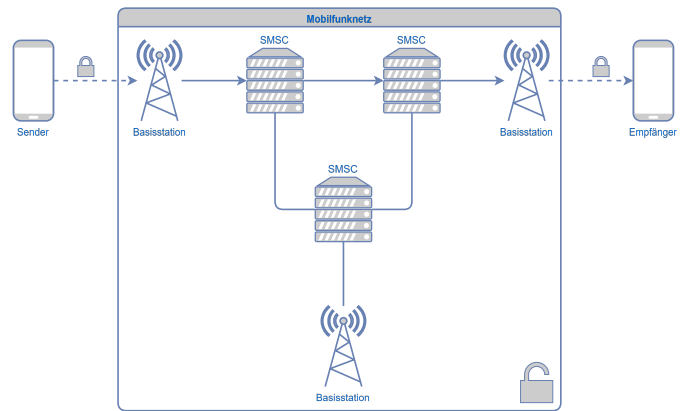 Mobilfunknetz
SMSC
SMSC
Sender
Basisstation
Basisstation
Empfänger
SMSC
Basisstation